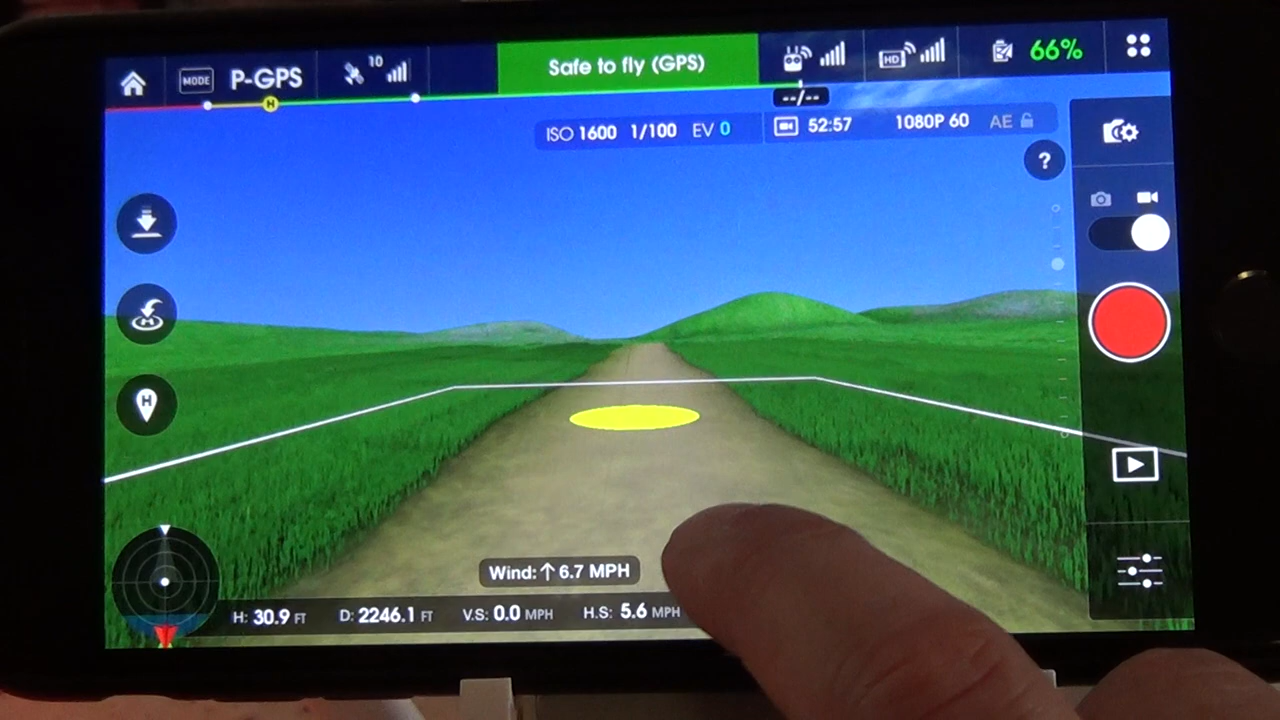 MODE P-GPS 10 Safe to fly (GPS) HD 66%
H
--/--
ISO 1600 1/100 EV 0 52:57 1080P 60 AE
?
H
H
Wind: ↑ 6.7 MPH
H: 30.9 FT D: 2246.1 FT V.S: 0.0 MPH H.S: 5.6 MPH